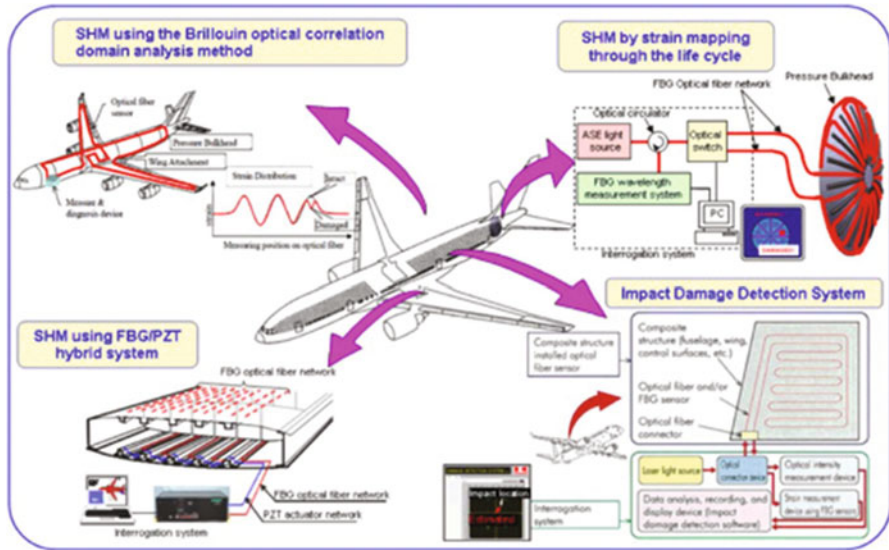 SHM using the Brillouin optical correlation
domain analysis method
Optical fiber
sensor
Pressure Bulkhead
Wing Attachment
Measure &
diagnosis device
Strain Distribution
Intact
Damaged
Measuring position on optical fiber
SHM by strain mapping
through the life cycle
FBG Optical fiber network
Pressure Bulkhead
Optical circulator
ASE light
source
Optical
switch
FBG wavelength
measurement system
PC
Interrogation system
SHM using FBG/PZT
hybrid system
FBG optical fiber network
FBG optical fiber network
PZT actuator network
Interrogation system
Impact Damage Detection System
Composite structure
installed optical
fiber sensor
Composite
structure (fuselage, wing,
control surfaces, etc.)
Optical fiber and/or
FBG sensor
Optical fiber
connector
Impact location
Interrogation
system
Laser light source
Optical
connection device
Optical intensity
measurement device
Data analysis, recording, and
display device (Impact
damage detection software)
Strain measurement
device using FBG sensors